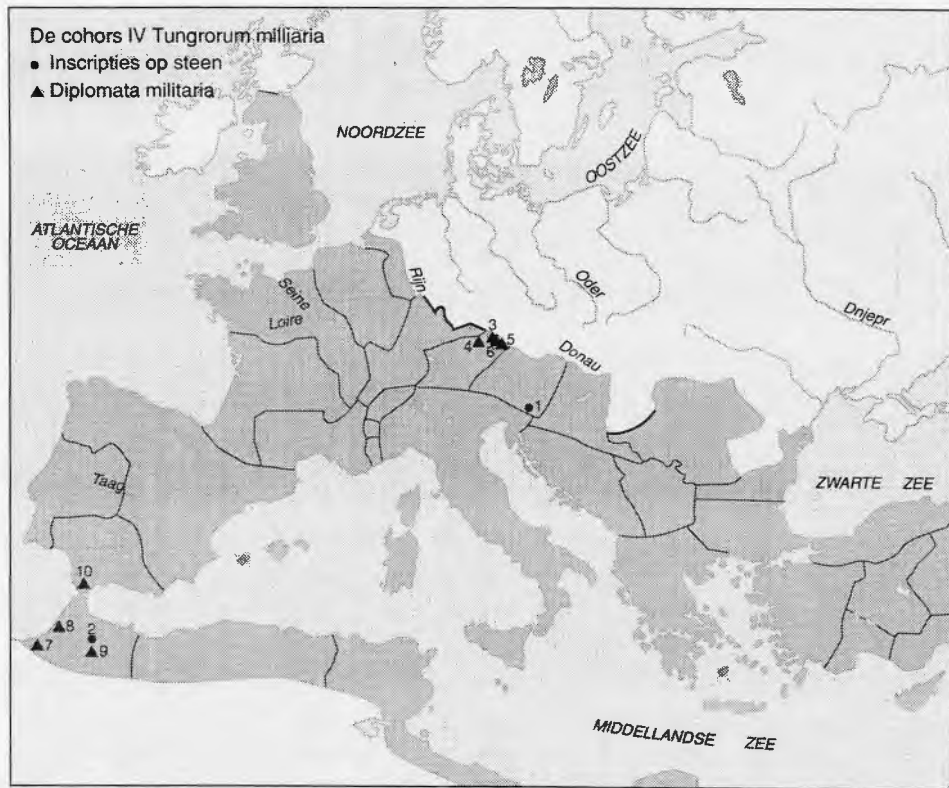 De cohors IV Tungrorum milliaria
● Inscripties op steen
▲ Diplomata militaria
NOORDZEE
OOSTZEE
ATLANTISCHE
OCEAAN
Rijn
Seine
Loire
Oder
Dnjepr
3
4
6
5
Donau
1
Taag
ZWARTE ZEE
10
8
2
7
9
MIDDELLANDSE ZEE